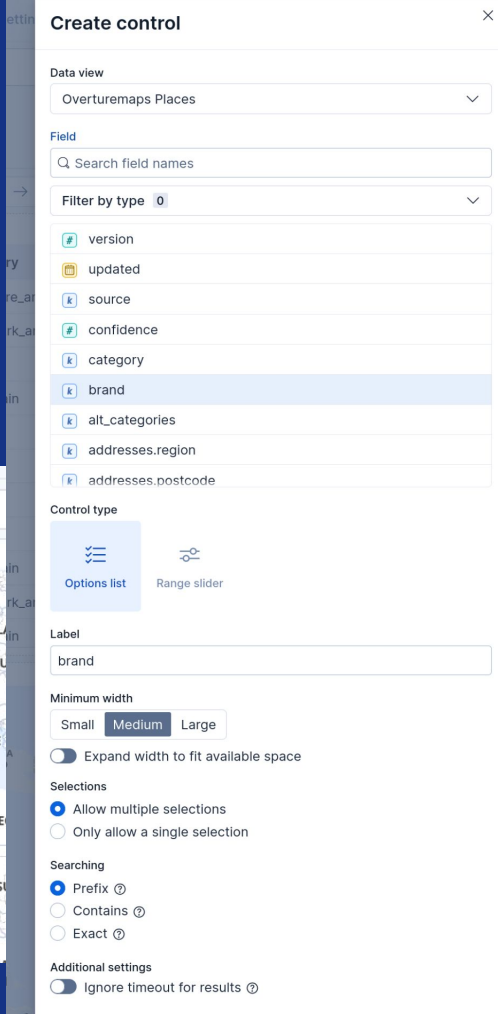 Create control
Data view
Overturemaps Places
Field
Search field names
Filter by type 0
# version
updated
k source
# confidence
k category
k brand
k alt_categories
k addresses.region
k addresses.postcode
Control type
Options list Range slider
Label
brand
Minimum width
Small Medium Large
Expand width to fit available space
Selections
Allow multiple selections
Only allow a single selection
Searching
Prefix ?
Contains ?
Exact ?
Additional settings
Ignore timeout for results ?